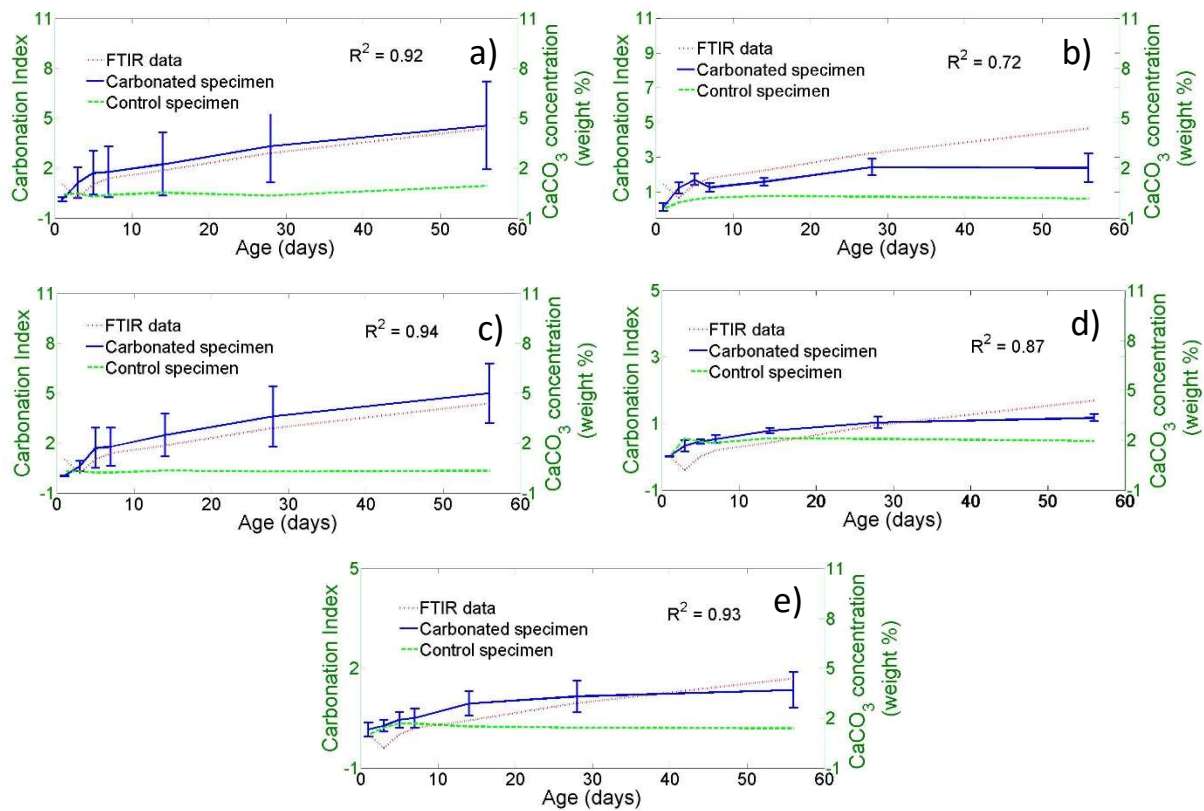 a)
11
8
5
2
-1
Carbonation Index
FTIR data
Carbonated specimen
Control specimen
R² = 0.92
11
8
5
2
-1
CaCO₃ concentration
(weight %)
0 10 20 30 40 50 60
Age (days)
b)
11
9
7
5
3
1
Carbonation Index
FTIR data
Carbonated specimen
Control specimen
R² = 0.72
11
8
5
2
-1
CaCO₃ concentration
(weight %)
0 10 20 30 40 50 60
Age (days)
c)
11
8
5
2
-1
Carbonation Index
FTIR data
Carbonated specimen
Control specimen
R² = 0.94
11
8
5
2
-1
CaCO₃ concentration
(weight %)
0 10 20 30 40 50 60
Age (days)
d)
5
3
1
-1
Carbonation Index
FTIR data
Carbonated specimen
Control specimen
R² = 0.87
11
8
5
2
-1
CaCO₃ concentration
(weight %)
0 10 20 30 40 50 60
Age (days)
e)
5
2
-1
Carbonation Index
FTIR data
Carbonated specimen
Control specimen
R² = 0.93
11
8
5
2
-1
CaCO₃ concentration
(weight %)
0 10 20 30 40 50 60
Age (days)